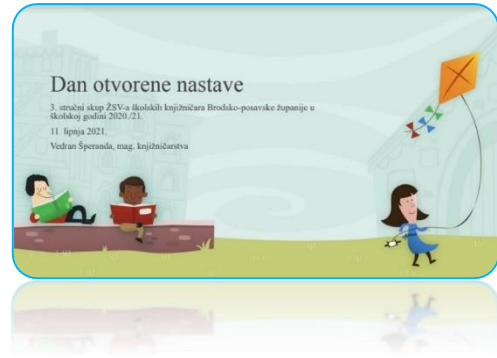 Dan otvorene nastave
3. stručni skup ŽSV-a školskih knjižničara Brodsko-posavske županije u
školskoj godini 2020./21.
11. lipnja 2021.
Vedran Šperanda, mag. knjižničarstva